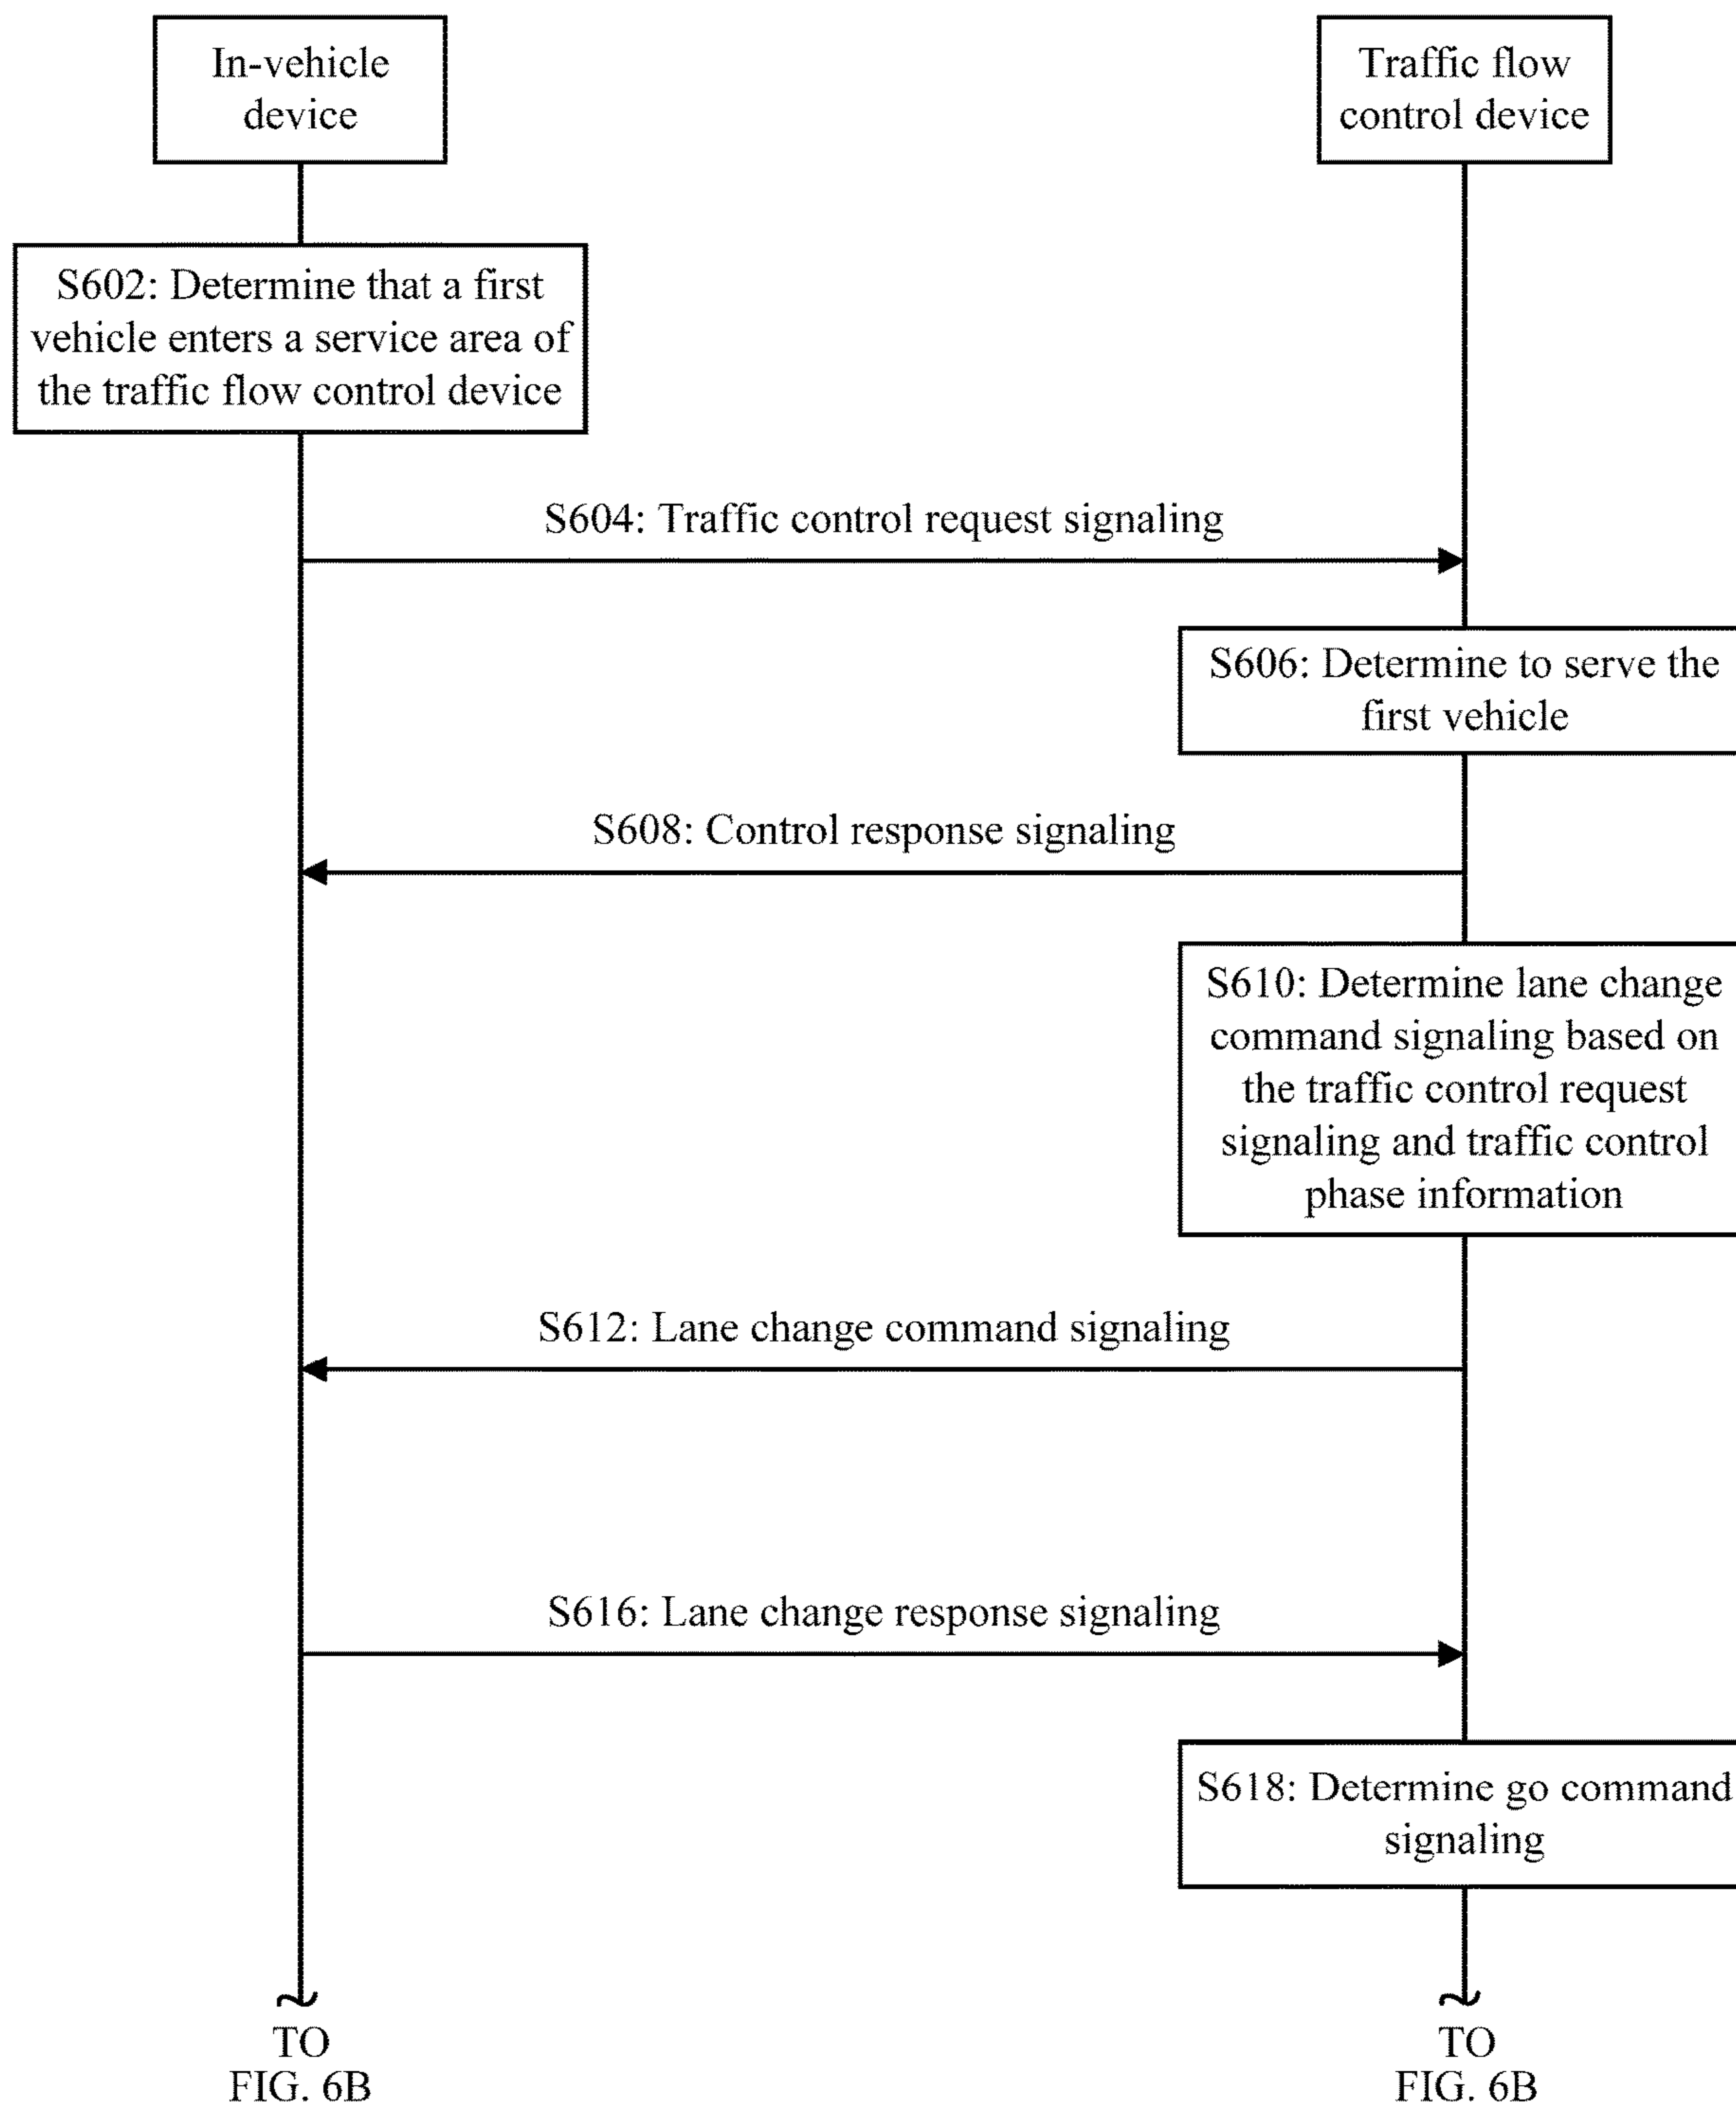 In-vehicle
device
Traffic flow
control device
S602: Determine that a first
vehicle enters a service area of
the traffic flow control device
S604: Traffic control request signaling
S606: Determine to serve the
first vehicle
S608: Control response signaling
S610: Determine lane change
command signaling based on
the traffic control request
signaling and traffic control
phase information
S612: Lane change command signaling
S616: Lane change response signaling
S618: Determine go command
signaling
TO
FIG. 6B
TO
FIG. 6B